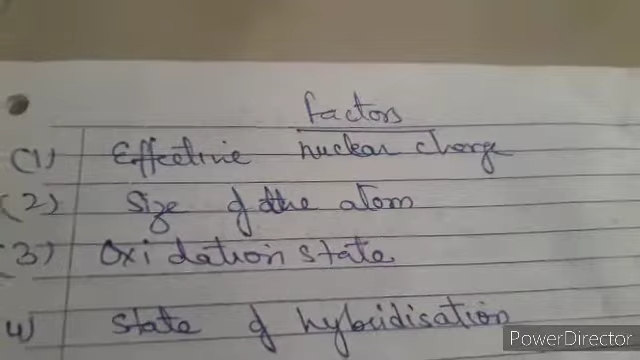 factors
(1) Effective nuclear charge
(2) Size of the atom
(3) Oxidation state
4) State of hybridisation
PowerDirector